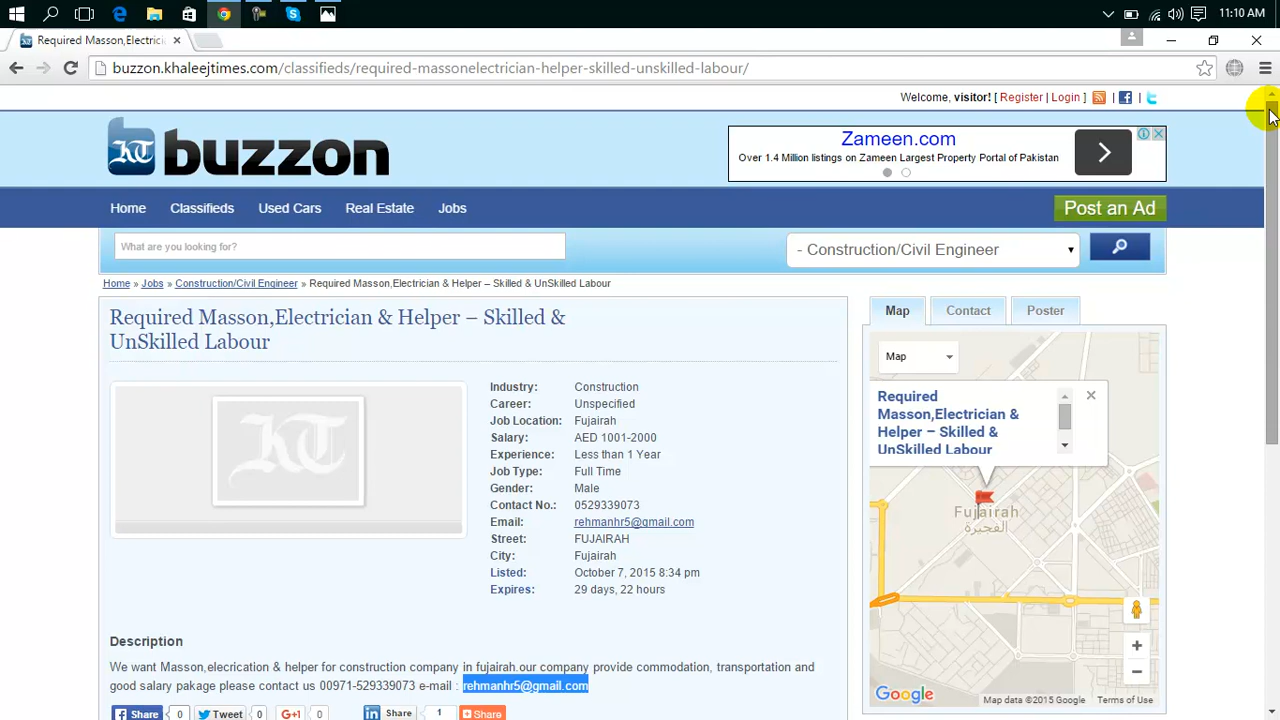 11:10 AM
Required Masson,Electrici
buzzon.khaleejtimes.com/classifieds/required-massonelectrician-helper-skilled-unskilled-labour/
Welcome, visitor! [ Register | Login ]
KT buzzon
Zameen.com
Over 1.4 Million listings on Zameen Largest Property Portal of Pakistan
Home Classifieds Used Cars Real Estate Jobs Post an Ad
What are you looking for?
- Construction/Civil Engineer
Home » Jobs » Construction/Civil Engineer » Required Masson,Electrician & Helper – Skilled & UnSkilled Labour
Required Masson,Electrician & Helper – Skilled &
UnSkilled Labour
KT
Industry: Construction
Career: Unspecified
Job Location: Fujairah
Salary: AED 1001-2000
Experience: Less than 1 Year
Job Type: Full Time
Gender: Male
Contact No.: 0529339073
Email: rehmanhr5@gmail.com
Street: FUJAIRAH
City: Fujairah
Listed: October 7, 2015 8:34 pm
Expires: 29 days, 22 hours
Description
We want Masson,elecrication & helper for construction company in fujairah.our company provide commodation, transportation and
good salary pakage please contact us 00971-529339073 e-mail : rehmanhr5@gmail.com
Share 0 Tweet 0 G+1 0 in Share 1 Share
Map Contact Poster
Map
Required
Masson,Electrician &
Helper – Skilled &
UnSkilled Labour
Fujairah
الفجيرة
Google
Map data ©2015 Google Terms of Use